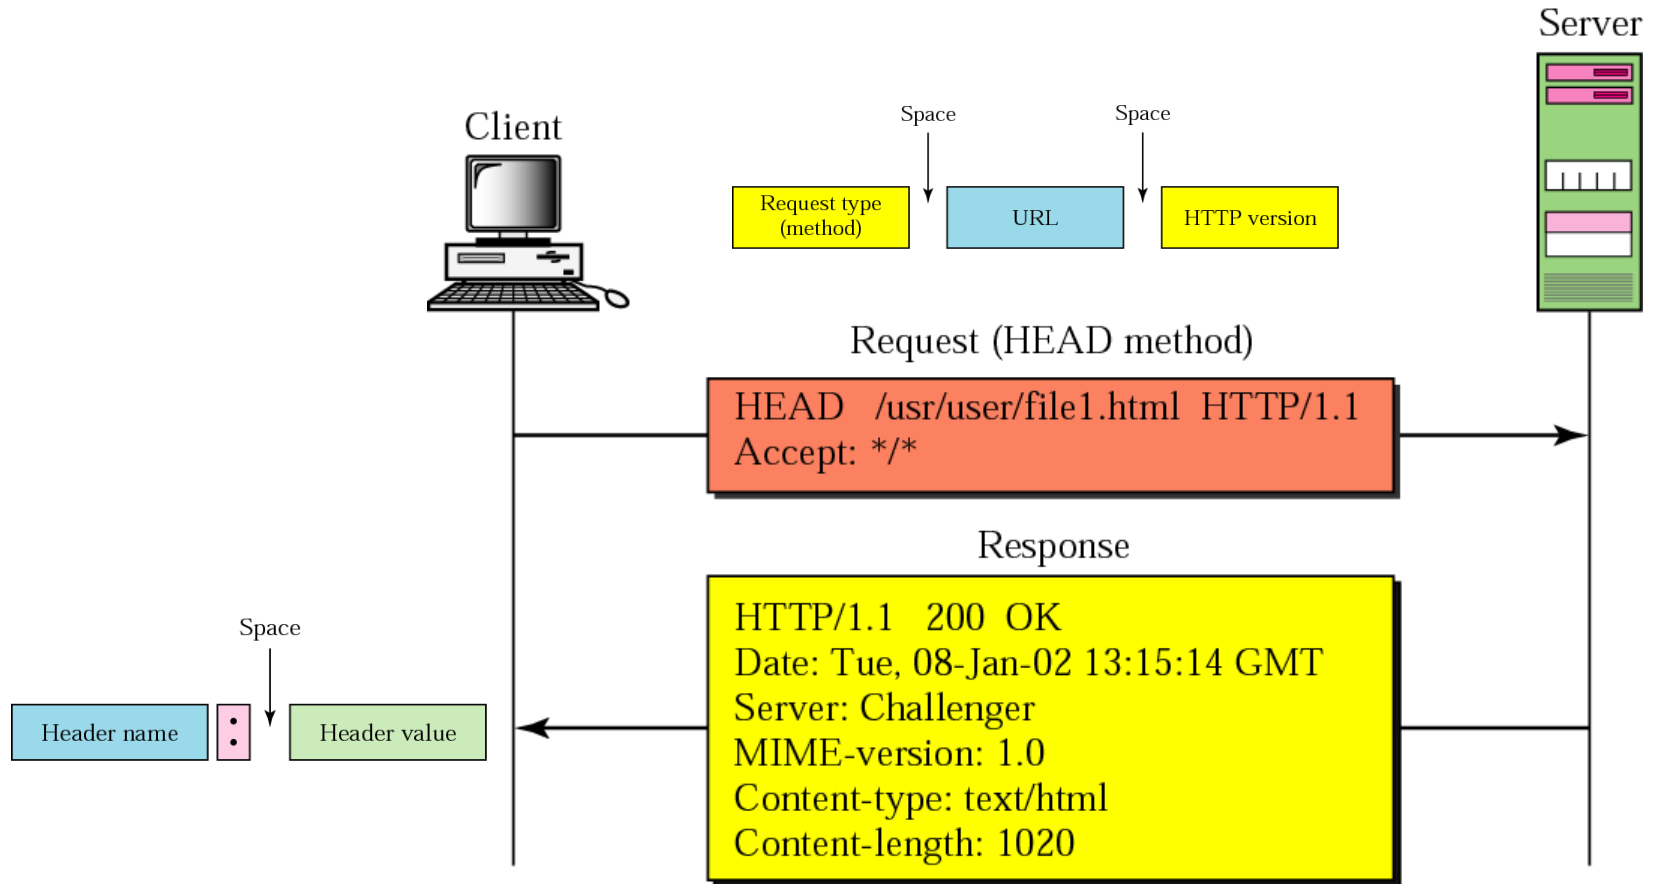 Server
Client
Space
Space
Request type
(method)
URL
HTTP version
Request (HEAD method)
HEAD /usr/user/file1.html HTTP/1.1
Accept: */*
Response
HTTP/1.1 200 OK
Date: Tue, 08-Jan-02 13:15:14 GMT
Server: Challenger
MIME-version: 1.0
Content-type: text/html
Content-length: 1020
Space
Header name : Header value